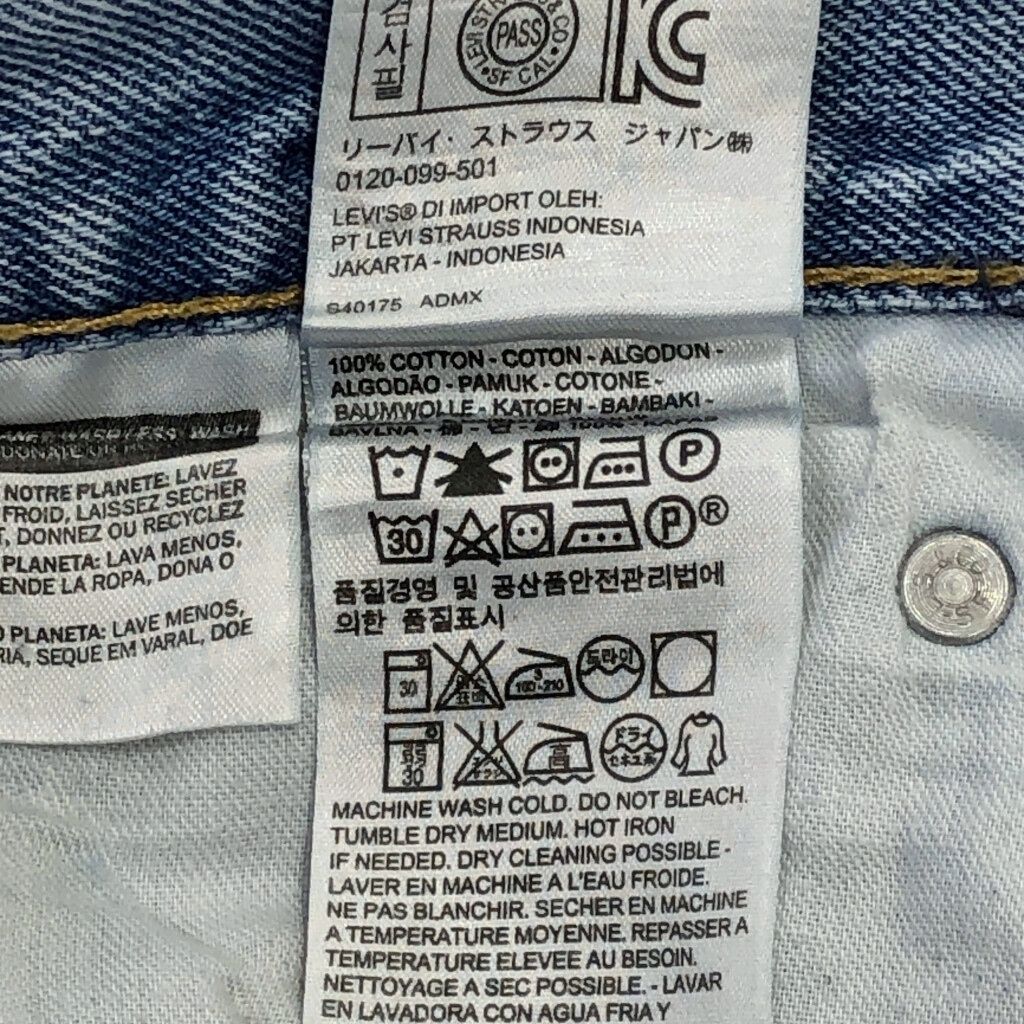 사필
LEVI STRAUSS & CO
PASS
SF CAL
リーバイ・ストラウス ジャパン㈱
0120-099-501
LEVI'S® DI IMPORT OLEH:
PT LEVI STRAUSS INDONESIA
JAKARTA - INDONESIA
S40175 ADMX
100% COTTON - COTON - ALGODON -
ALGODÃO - PAMUK - COTONE -
BAUMWOLLE - KATOEN - BAMBAKI -
P
30 P®
품질경영 및 공산품안전관리법에
의한 품질표시
30 180~210 드라이
弱 30 高 ドライ
MACHINE WASH COLD. DO NOT BLEACH.
TUMBLE DRY MEDIUM. HOT IRON
IF NEEDED. DRY CLEANING POSSIBLE -
LAVER EN MACHINE A L'EAU FROIDE.
NE PAS BLANCHIR. SECHER EN MACHINE
A TEMPERATURE MOYENNE. REPASSER A
TEMPERATURE ELEVEE AU BESOIN.
NETTOYAGE A SEC POSSIBLE. - LAVAR
EN LAVADORA CON AGUA FRIA Y
WASH
NOTRE PLANETE: LAVEZ
FROID, LAISSEZ SECHER
T, DONNEZ OU RECYCLEZ
PLANETA: LAVA MENOS,
ENDE LA ROPA, DONA O
O PLANETA: LAVE MENOS,
RIA, SEQUE EM VARAL, DOE